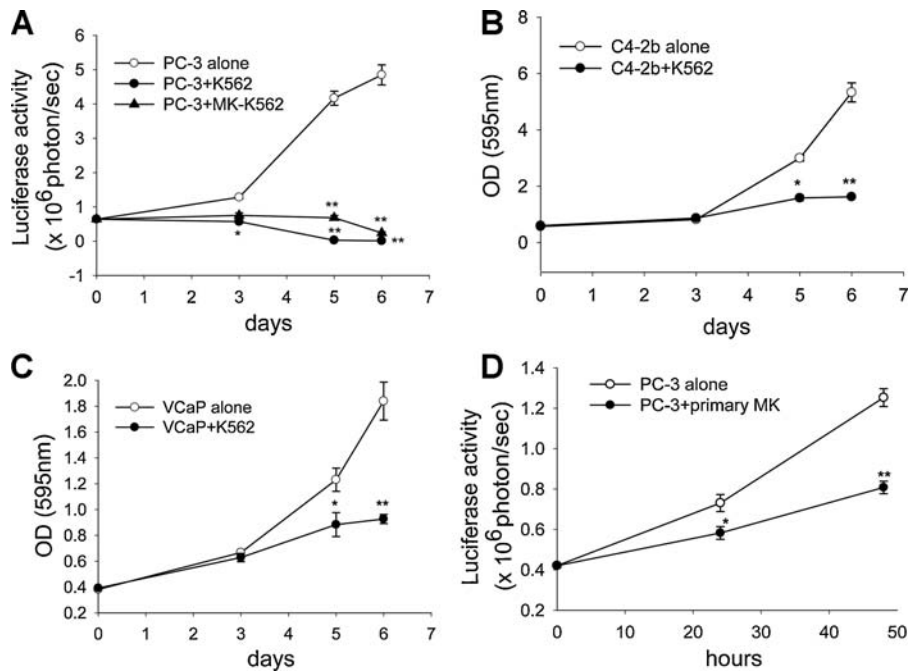 A
Luciferase activity
(x 10⁶ photon/sec)
6
5
4
3
2
1
0
-1
PC-3 alone
PC-3+K562
PC-3+MK-K562
*
**
**
**
**
0 1 2 3 4 5 6 7
days
B
OD (595nm)
8
6
4
2
0
C4-2b alone
C4-2b+K562
*
**
0 1 2 3 4 5 6 7
days
C
OD (595nm)
2.0
1.8
1.6
1.4
1.2
1.0
0.8
0.6
0.4
0.2
VCaP alone
VCaP+K562
*
**
0 1 2 3 4 5 6 7
days
D
Luciferase activity
(x 10⁶ photon/sec)
1.4
1.2
1.0
0.8
0.6
0.4
0.2
PC-3 alone
PC-3+primary MK
*
**
0 10 20 30 40 50
hours